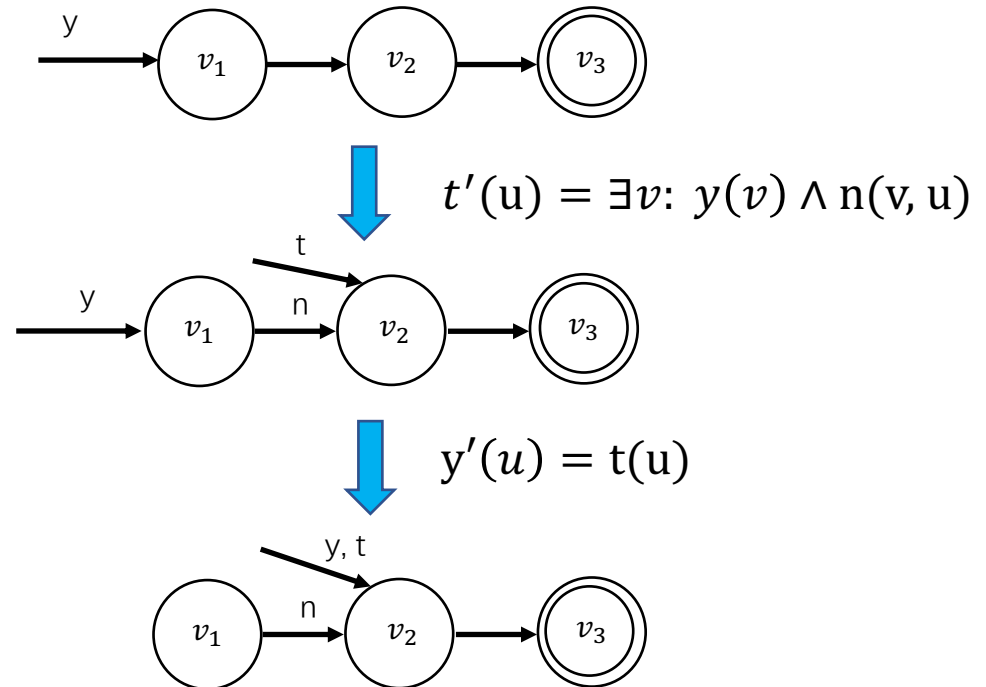 y
v₁ v₂ v₃
t′(u) = ∃v: y(v) ∧ n(v, u)
t
y n
v₁ v₂ v₃
y′(u) = t(u)
y, t
n
v₁ v₂ v₃